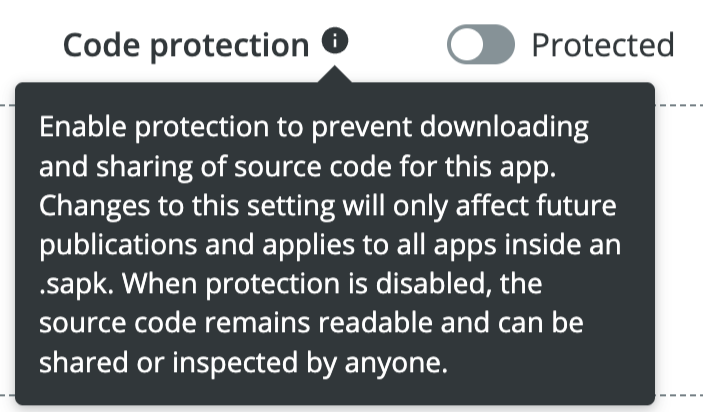 Code protection i Protected
Enable protection to prevent downloading
and sharing of source code for this app.
Changes to this setting will only affect future
publications and applies to all apps inside an
.sapk. When protection is disabled, the
source code remains readable and can be
shared or inspected by anyone.